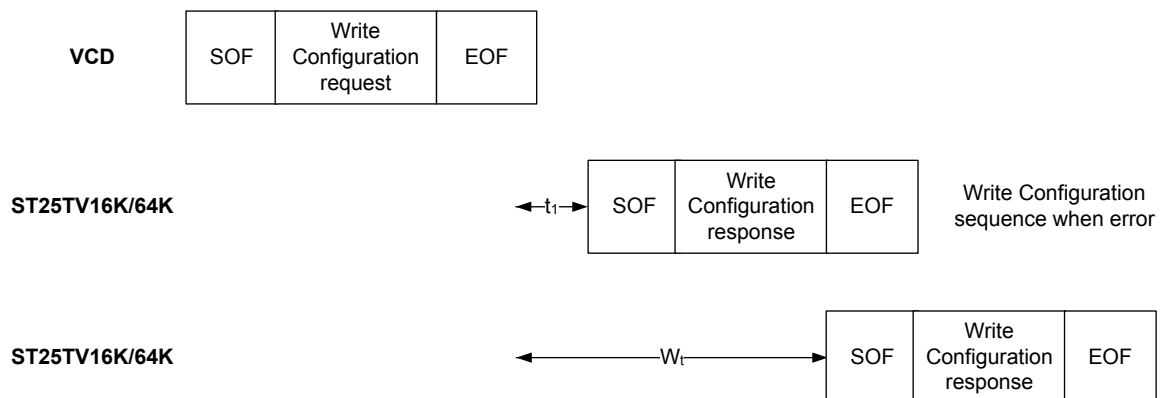 VCD
SOF
Write
Configuration
request
EOF
ST25TV16K/64K
t1
SOF
Write
Configuration
response
EOF
Write Configuration
sequence when error
ST25TV16K/64K
Wt
SOF
Write
Configuration
response
EOF